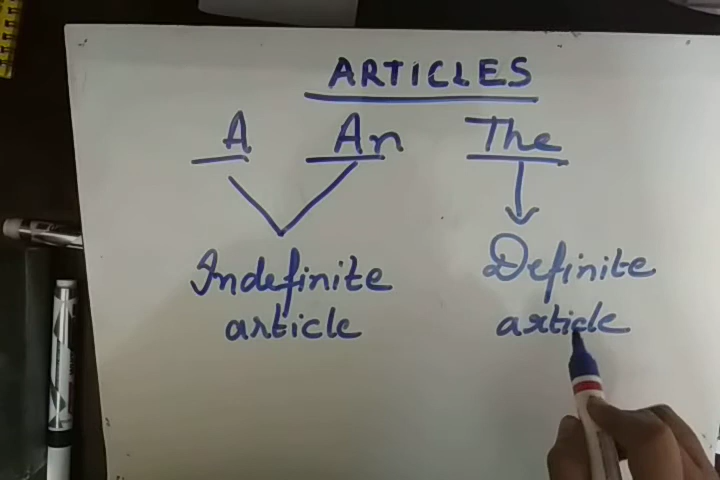 ARTICLES
A An The
Indefinite Definite
article article